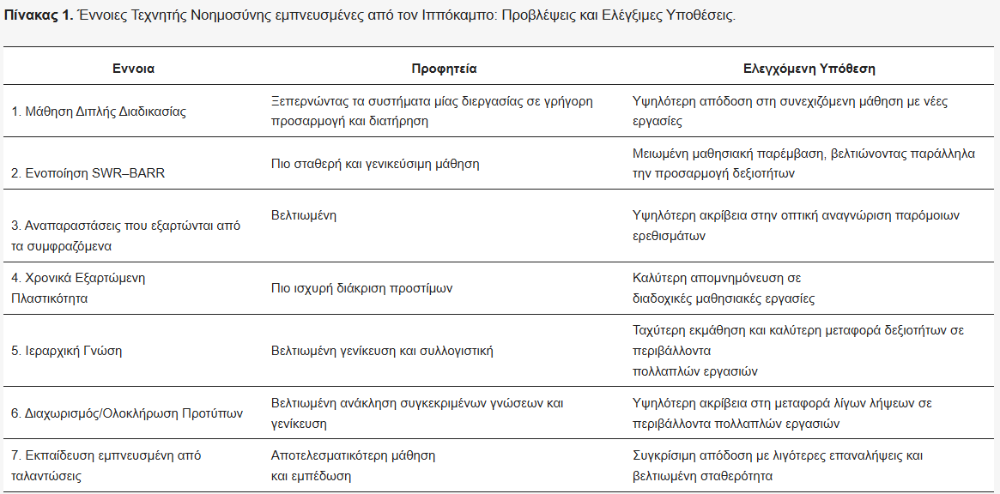 Πίνακας 1. Έννοιες Τεχνητής Νοημοσύνης εμπνευσμένες από τον Ιππόκαμπο: Προβλέψεις και Ελέγξιμες Υποθέσεις.
Εννοια
Προφητεία
Ελεγχόμενη Υπόθεση
1. Μάθηση Διπλής Διαδικασίας
Ξεπερνώντας τα συστήματα μίας διεργασίας σε γρήγορη
προσαρμογή και διατήρηση
Υψηλότερη απόδοση στη συνεχιζόμενη μάθηση με νέες
εργασίες
2. Ενοποίηση SWR–BARR
Πιο σταθερή και γενικεύσιμη μάθηση
Μειωμένη μαθησιακή παρέμβαση, βελτιώνοντας παράλληλα
την προσαρμογή δεξιοτήτων
3. Αναπαραστάσεις που εξαρτώνται από
τα συμφραζόμενα
Βελτιωμένη
Υψηλότερη ακρίβεια στην οπτική αναγνώριση παρόμοιων
ερεθισμάτων
4. Χρονικά Εξαρτώμενη
Πλαστικότητα
Πιο ισχυρή διάκριση προστίμων
Καλύτερη απομνημόνευση σε
διαδοχικές μαθησιακές εργασίες
5. Ιεραρχική Γνώση
Βελτιωμένη γενίκευση και συλλογιστική
Ταχύτερη εκμάθηση και καλύτερη μεταφορά δεξιοτήτων σε
περιβάλλοντα
πολλαπλών εργασιών
6. Διαχωρισμός/Ολοκλήρωση Προτύπων
Βελτιωμένη ανάκληση συγκεκριμένων γνώσεων και
γενίκευση
Υψηλότερη ακρίβεια στη μεταφορά λίγων λήψεων σε
περιβάλλοντα πολλαπλών εργασιών
7. Εκπαίδευση εμπνευσμένη από
ταλαντώσεις
Αποτελεσματικότερη μάθηση
και εμπέδωση
Συγκρίσιμη απόδοση με λιγότερες επαναλήψεις και
βελτιωμένη σταθερότητα